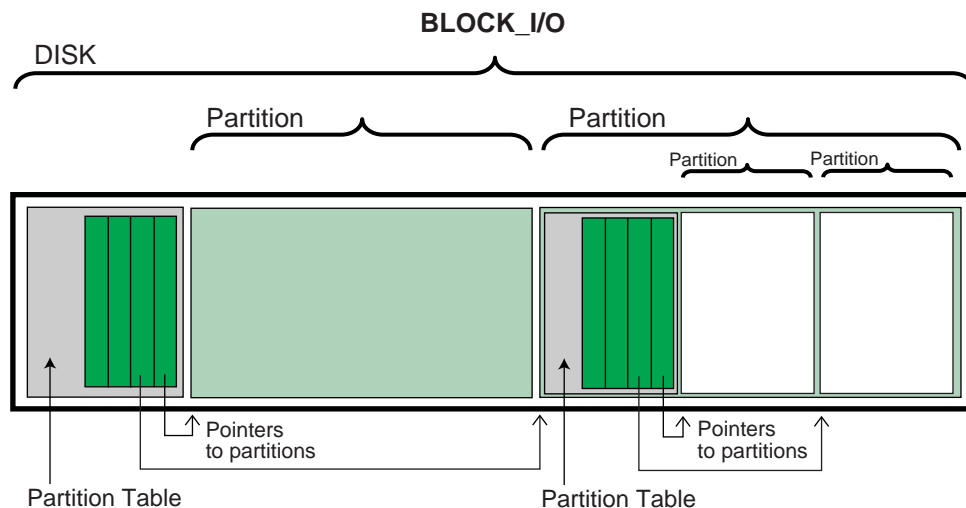 BLOCK_I/O
DISK
Partition
Partition
Partition
Partition
Pointers
to partitions
Pointers
to partitions
Partition Table
Partition Table